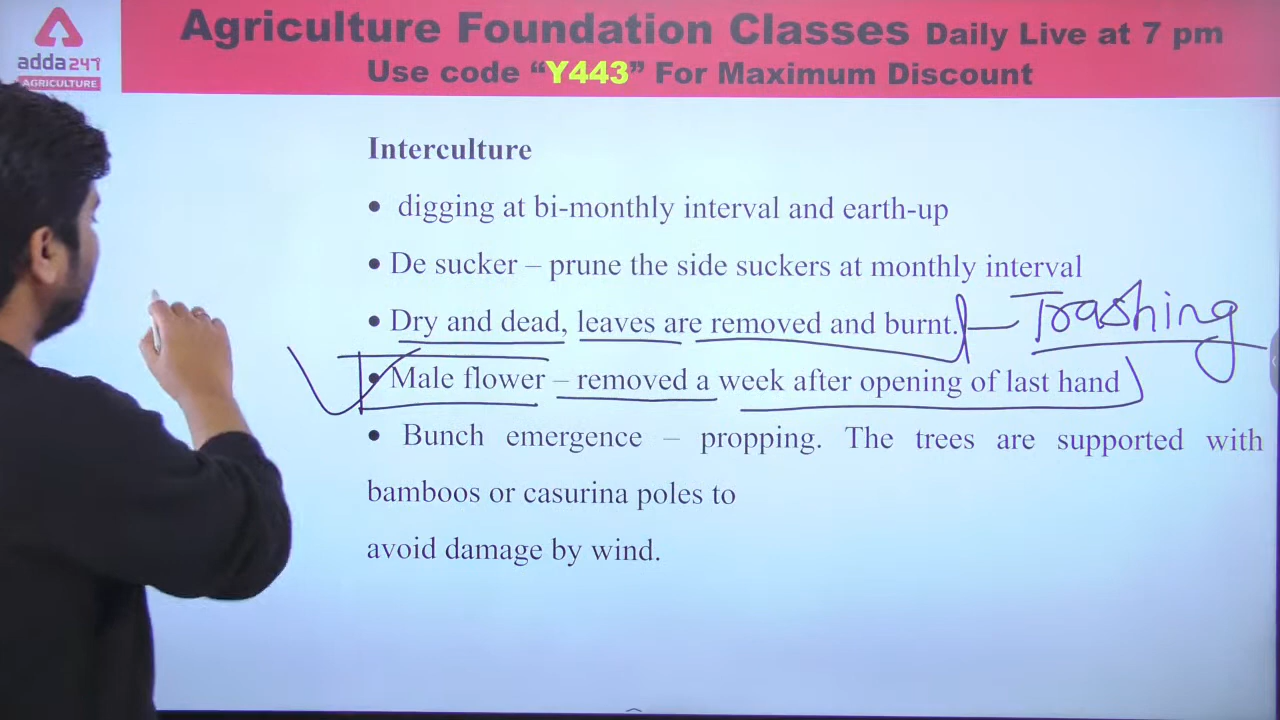 Agriculture Foundation Classes Daily Live at 7 pm
Use code “Y443” For Maximum Discount
adda247
AGRICULTURE
Interculture
• digging at bi-monthly interval and earth-up
• De sucker – prune the side suckers at monthly interval
• Dry and dead, leaves are removed and burnt. – Trashing
• Male flower – removed a week after opening of last hand
• Bunch emergence – propping. The trees are supported with
bamboos or casurina poles to
avoid damage by wind.